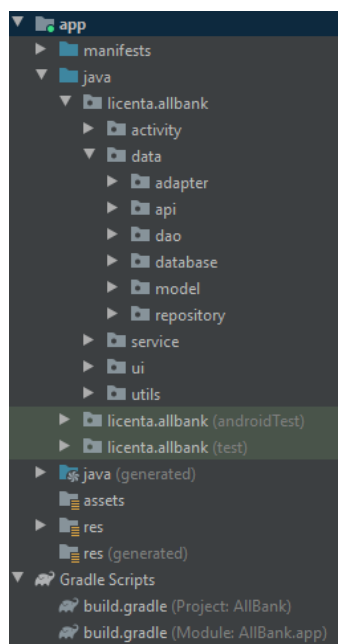 app
manifests
java
licenta.allbank
activity
data
adapter
api
dao
database
model
repository
service
ui
utils
licenta.allbank (androidTest)
licenta.allbank (test)
java (generated)
assets
res
res (generated)
Gradle Scripts
build.gradle (Project: AllBank)
build.gradle (Module: AllBank.app)